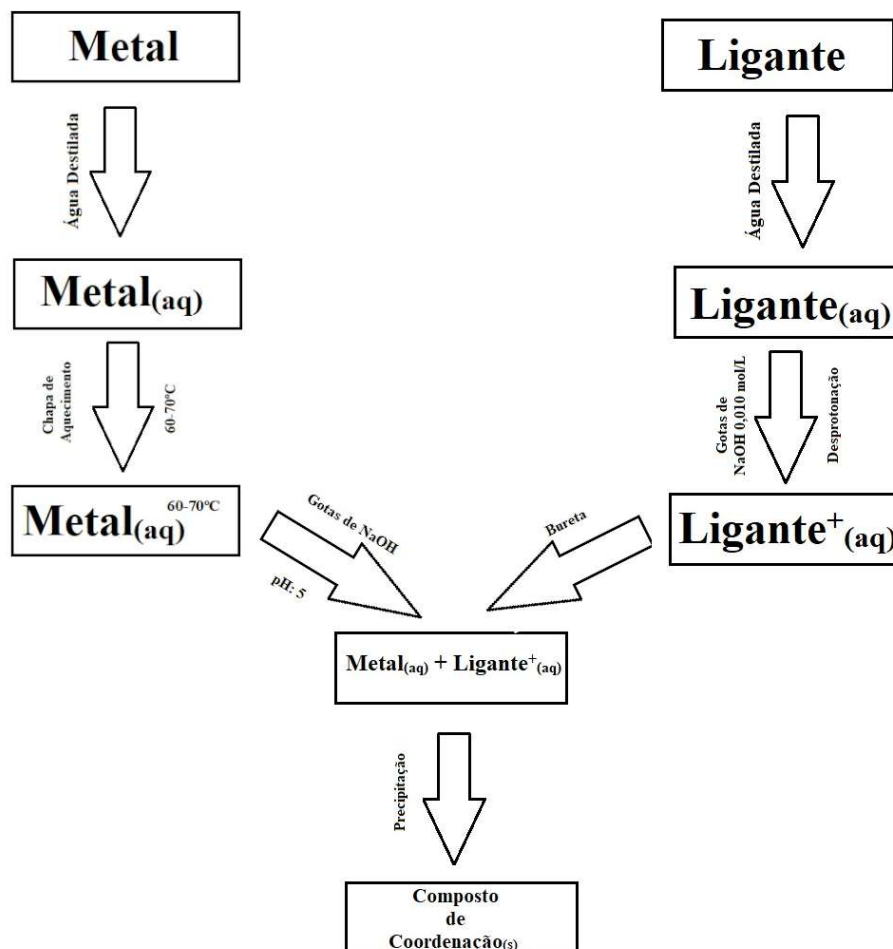 Metal
Água Destilada
Metal(aq)
Chapa de
Aquecimento
60-70ºC
Metal(aq) 60-70ºC
Gotas de NaOH
pH: 5
Ligante
Água Destilada
Ligante(aq)
Gotas de
NaOH 0,010 mol/L
Desprotonação
Ligante+(aq)
Bureta
Metal(aq) + Ligante+(aq)
Precipitação
Composto
de
Coordenação(s)